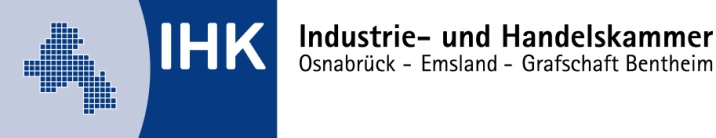 IHK
Industrie- und Handelskammer
Osnabrück - Emsland - Grafschaft Bentheim